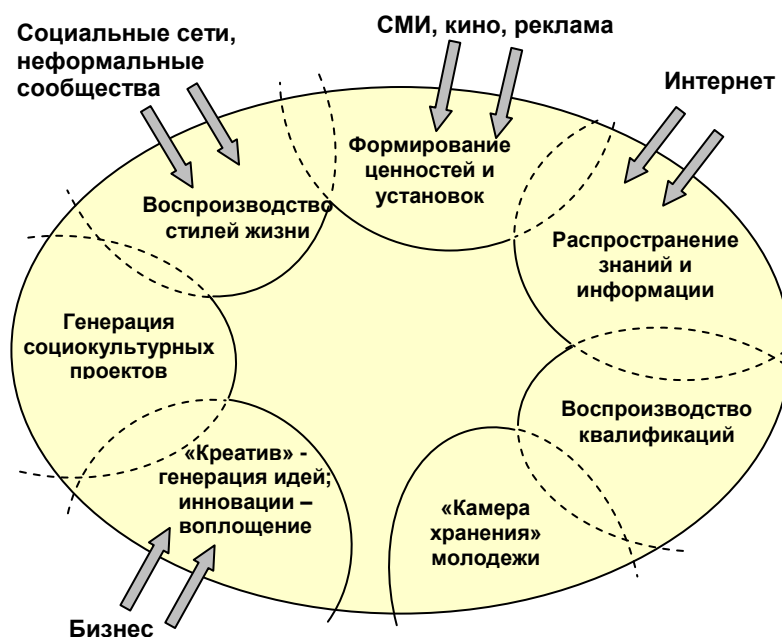 Социальные сети,
неформальные
сообщества
СМИ, кино, реклама
Интернет
Формирование
ценностей и
установок
Воспроизводство
стилей жизни
Распространение
знаний и
информации
Генерация
социокультурных
проектов
Воспроизводство
квалификаций
«Креатив» -
генерация идей;
инновации –
воплощение
«Камера
хранения»
молодежи
Бизнес